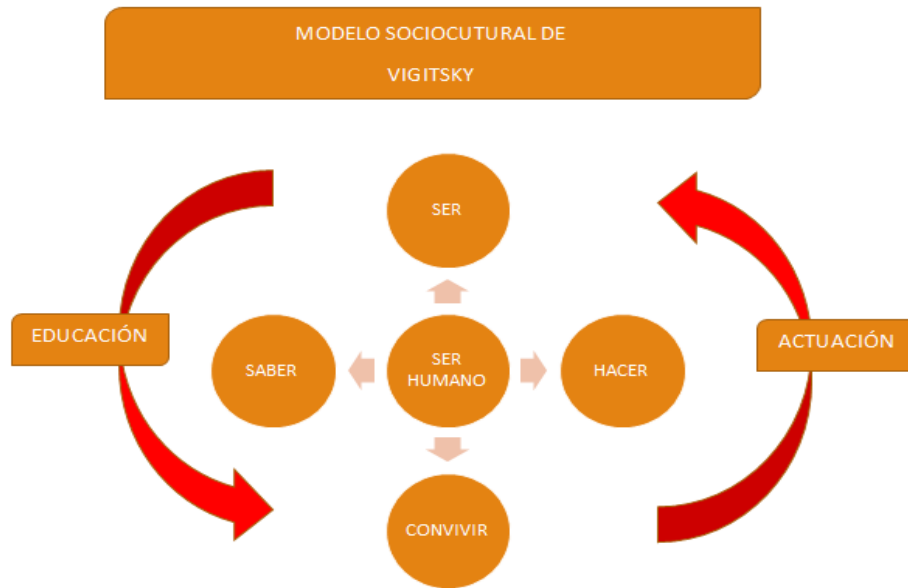 MODELO SOCIOCUTURAL DE
VIGITSKY
SER
EDUCACIÓN
SABER
SER
HUMANO
HACER
ACTUACIÓN
CONVIVIR